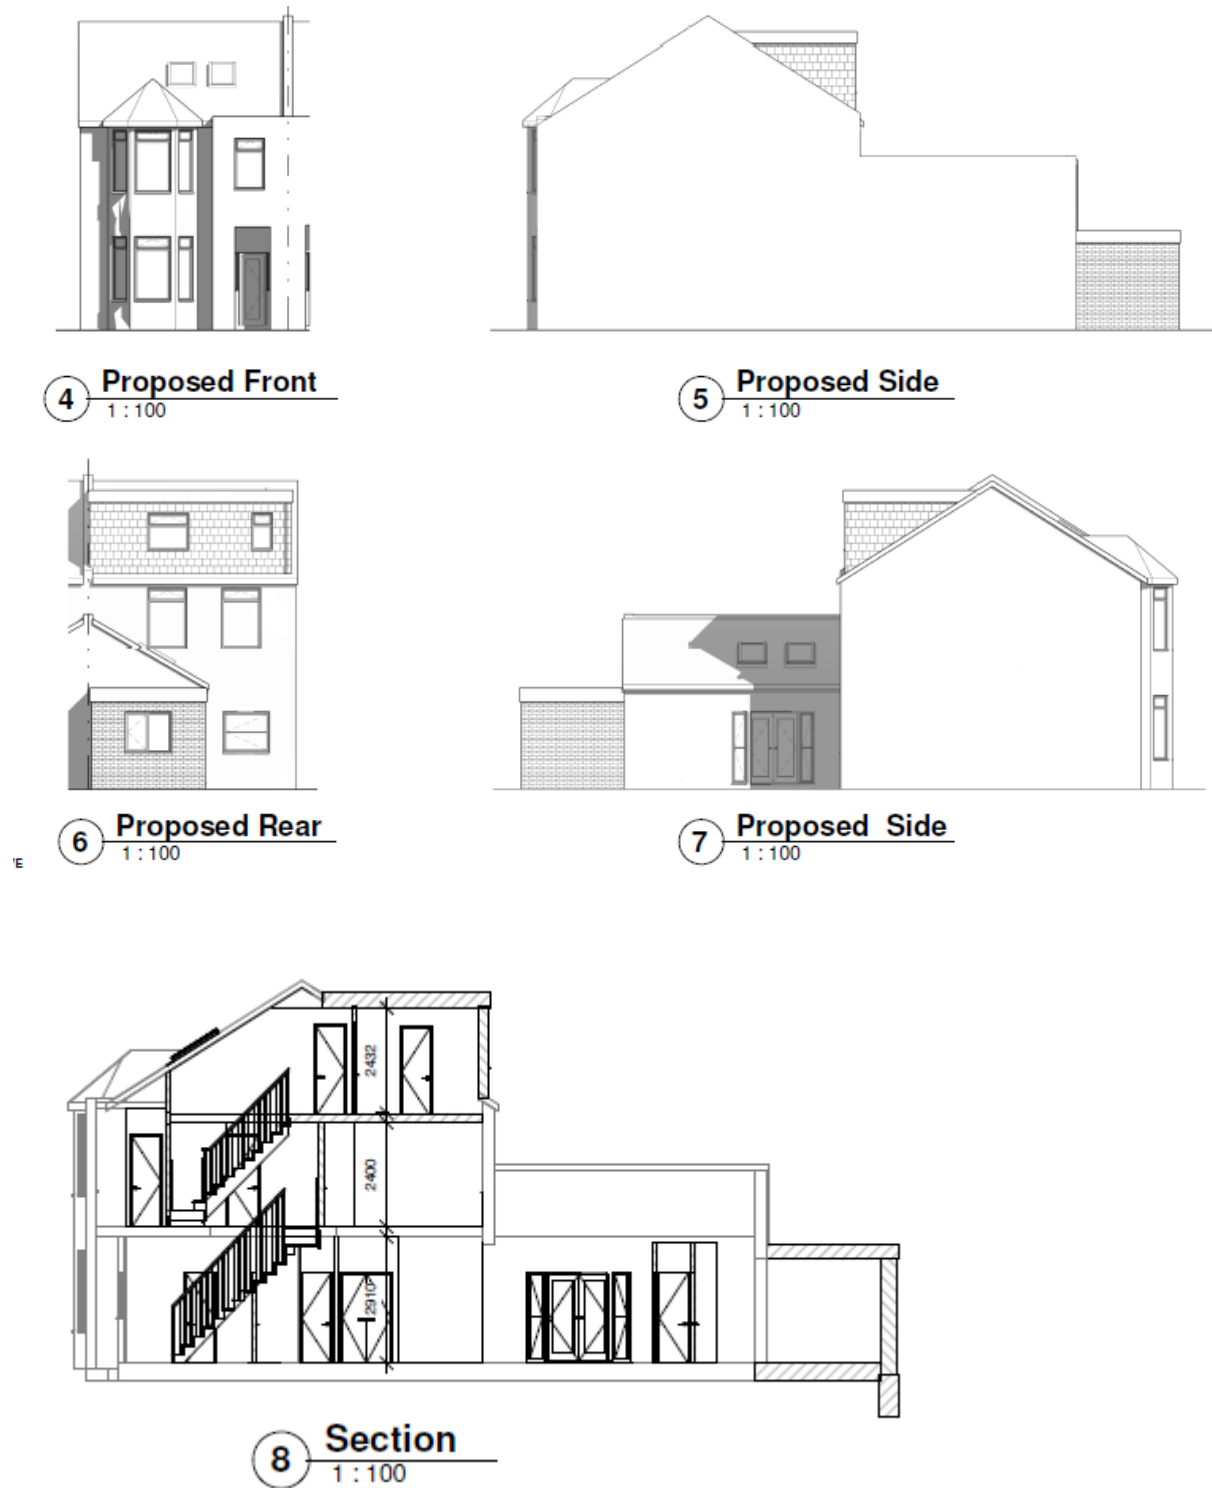 4 Proposed Front
1 : 100
5 Proposed Side
1 : 100
6 Proposed Rear
1 : 100
7 Proposed Side
1 : 100
2432
2400
2910
8 Section
1 : 100